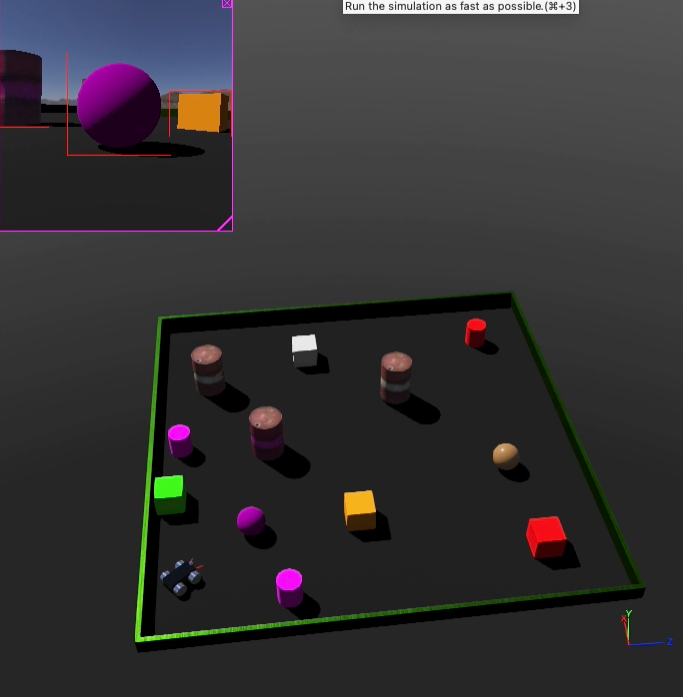 Run the simulation as fast as possible.(⌘+3)
Y
X
Z